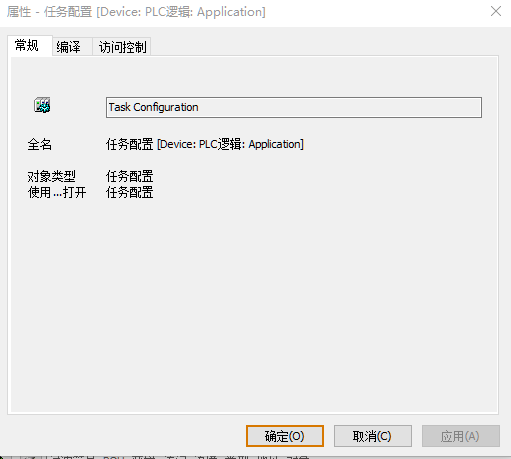 属性 - 任务配置 [Device: PLC逻辑: Application]
常规 编译 访问控制
Task Configuration
全名 任务配置 [Device: PLC逻辑: Application]
对象类型 任务配置
使用...打开 任务配置
确定(O) 取消(C) 应用(A)